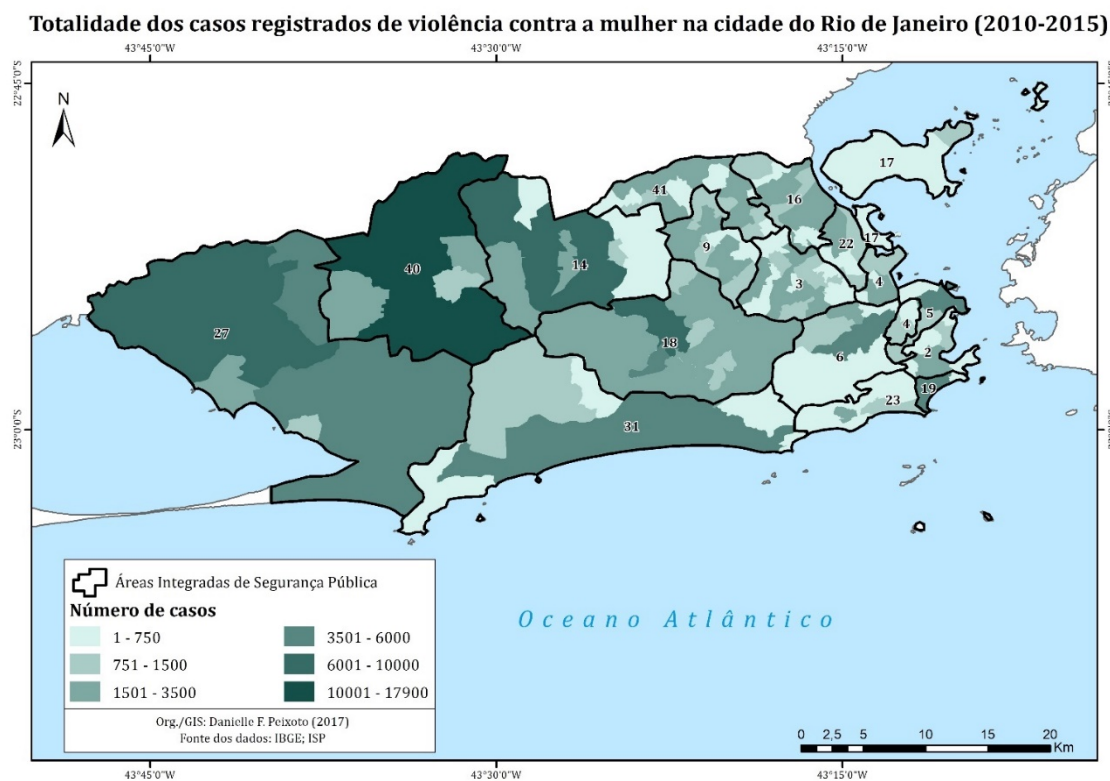 Totalidade dos casos registrados de violência contra a mulher na cidade do Rio de Janeiro (2010-2015)
43°45'0"W
43°30'0"W
43°15'0"W
22°45'0"S
N
17
41
16
9
22
17
40
14
3
4
27
18
5
4
6
2
19
23
23°0'0"S
31
Áreas Integradas de Segurança Pública
Número de casos
1 - 750
3501 - 6000
751 - 1500
6001 - 10000
1501 - 3500
10001 - 17900
Org./GIS: Danielle F. Peixoto (2017)
Fonte dos dados: IBGE; ISP
Oceano Atlântico
0 2,5 5 10 15 20
Km
43°45'0"W
43°30'0"W
43°15'0"W